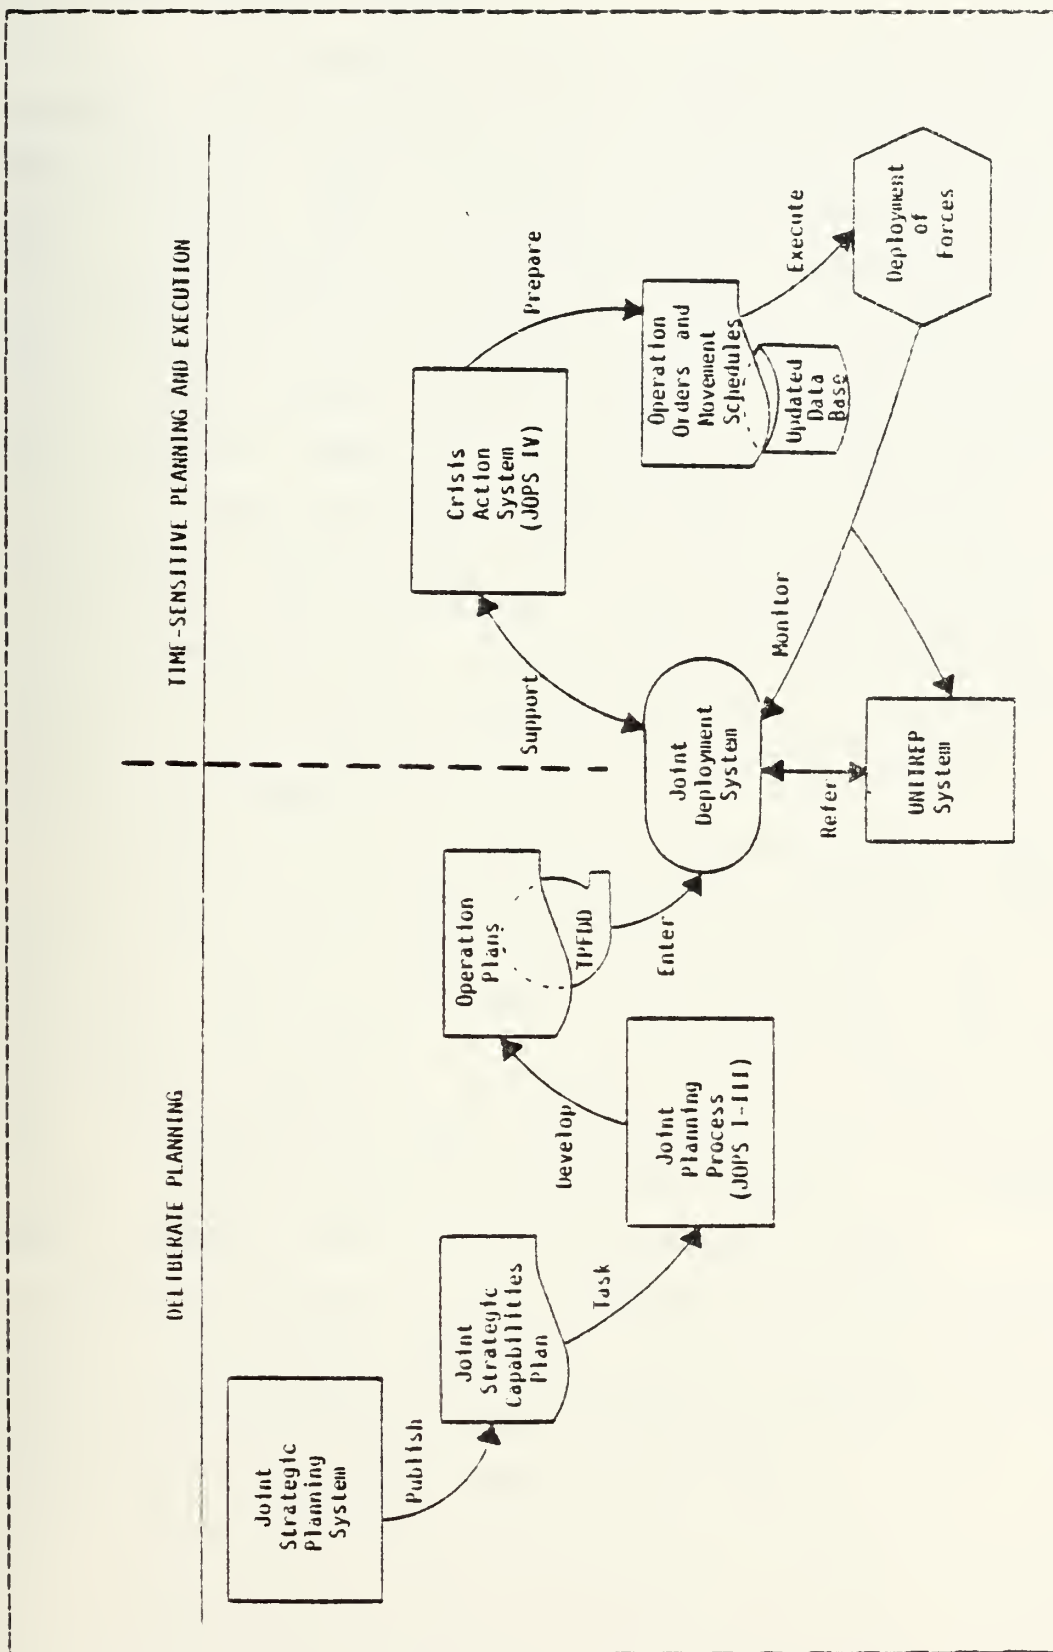 DELIBERATE PLANNING
TIME-SENSITIVE PLANNING AND EXECUTION
Joint
Strategic
Planning
System
Publish
Joint
Strategic
Capabilities
Plan
Task
Joint
Planning
Process
(JOPS I-III)
Develop
Operation
Plans
TPFDD
Enter
Joint
Deployment
System
Support
Crisis
Action
System
(JOPS IV)
Prepare
Operation
Orders and
Movement
Schedules
Updated
Data
Base
Execute
Deployment
of
Forces
Monitor
Refer
UNITREP
System